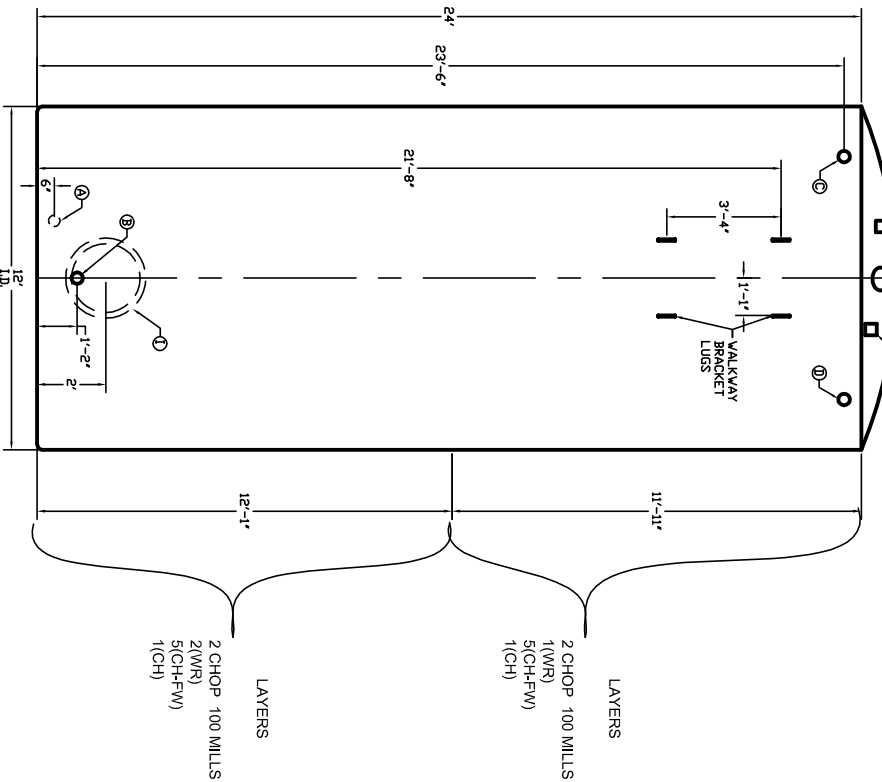 24'
23'-6"
21'-8"
3'-4"
1'-1"
WALKWAY
BRACKET
LUGS
C
D
A
B
I
6"
1'-2"
2'
12'
I.D.
11'-11"
12'-1"
LAYERS
2 CHOP 100 MILLS
1(WR)
5(CH-FW)
1(CH)
LAYERS
2 CHOP 100 MILLS
2(WR)
5(CH-FW)
1(CH)